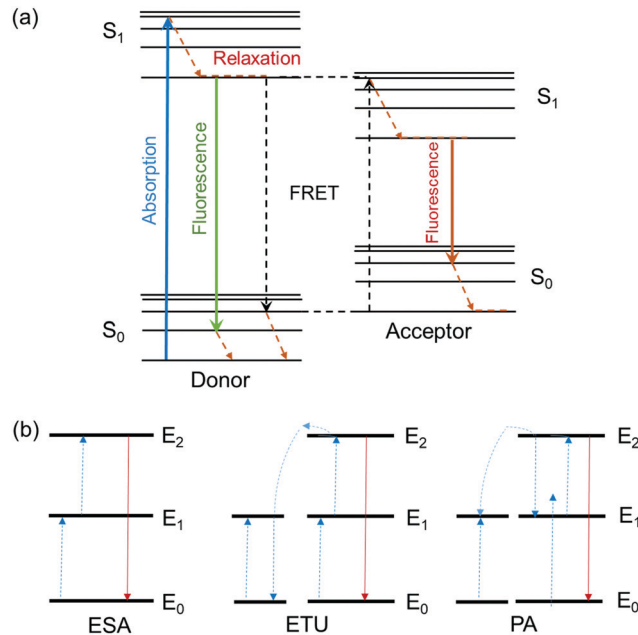 (a)
S1
Relaxation
Absorption
Fluorescence
FRET
S0
Donor
S1
Fluorescence
S0
Acceptor
(b)
E2
E1
E0
ESA
E2
E1
E0
ETU
E2
E1
E0
PA